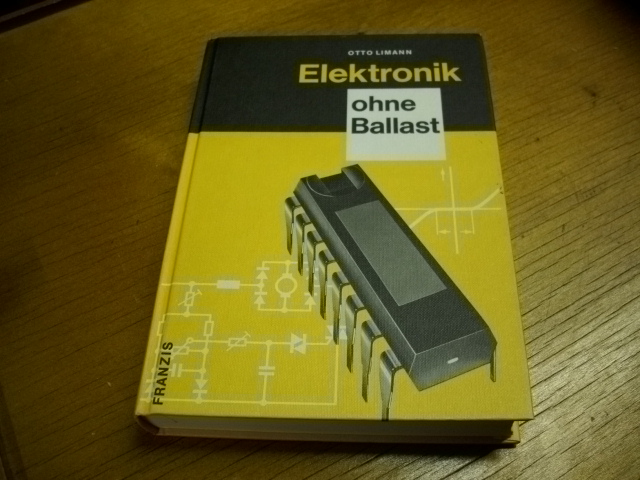 OTTO LIMANN
Elektronik
ohne
Ballast
FRANZIS